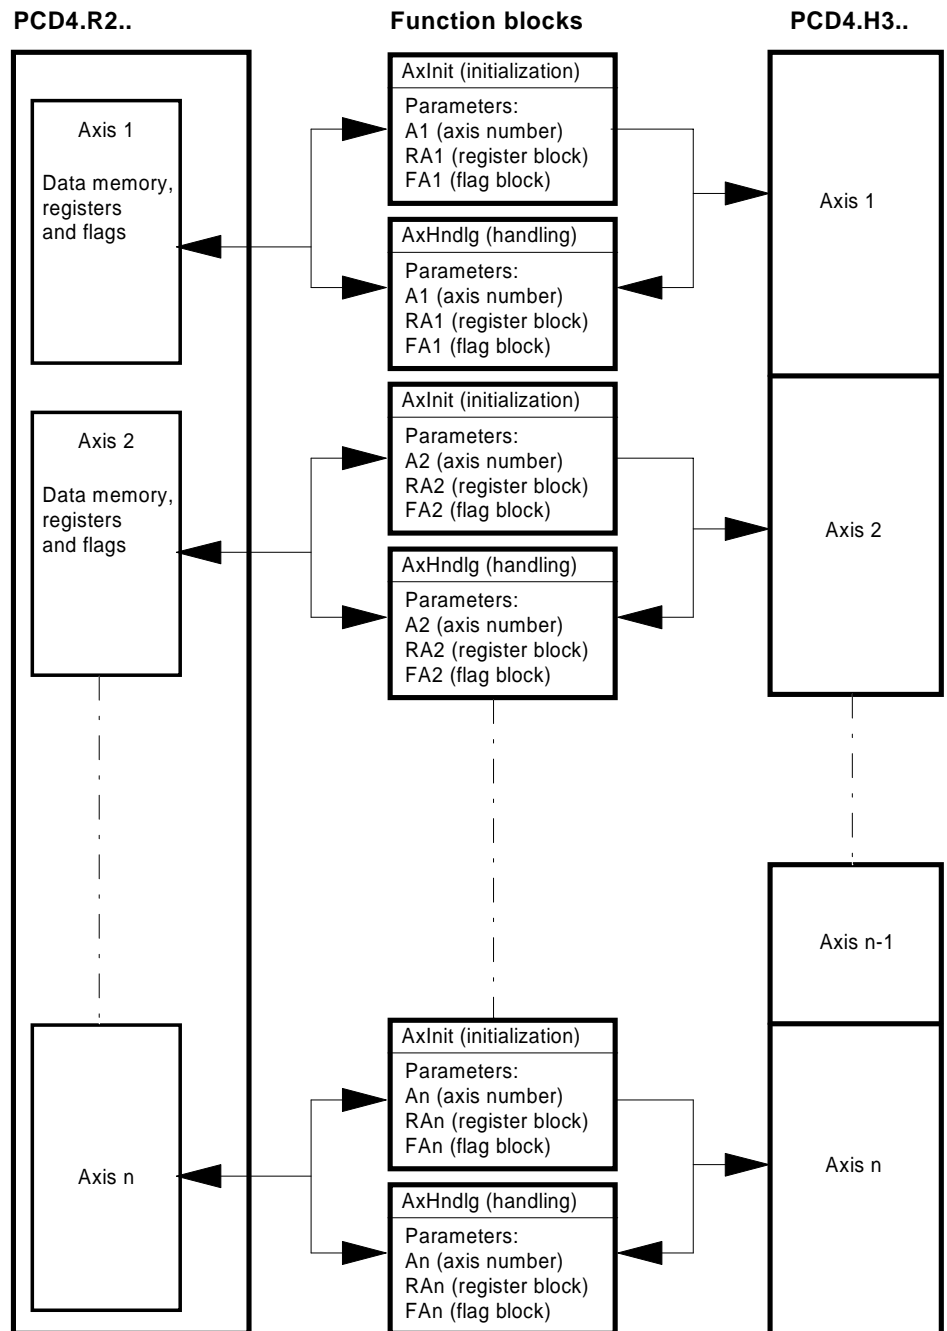 PCD4.R2..
Function blocks
PCD4.H3..
Axis 1
Data memory,
registers
and flags
AxInit (initialization)
Parameters:
A1 (axis number)
RA1 (register block)
FA1 (flag block)
AxHndlg (handling)
Parameters:
A1 (axis number)
RA1 (register block)
FA1 (flag block)
Axis 1
Axis 2
Data memory,
registers
and flags
AxInit (initialization)
Parameters:
A2 (axis number)
RA2 (register block)
FA2 (flag block)
AxHndlg (handling)
Parameters:
A2 (axis number)
RA2 (register block)
FA2 (flag block)
Axis 2
Axis n-1
Axis n
AxInit (initialization)
Parameters:
An (axis number)
RAn (register block)
FAn (flag block)
AxHndlg (handling)
Parameters:
An (axis number)
RAn (register block)
FAn (flag block)
Axis n